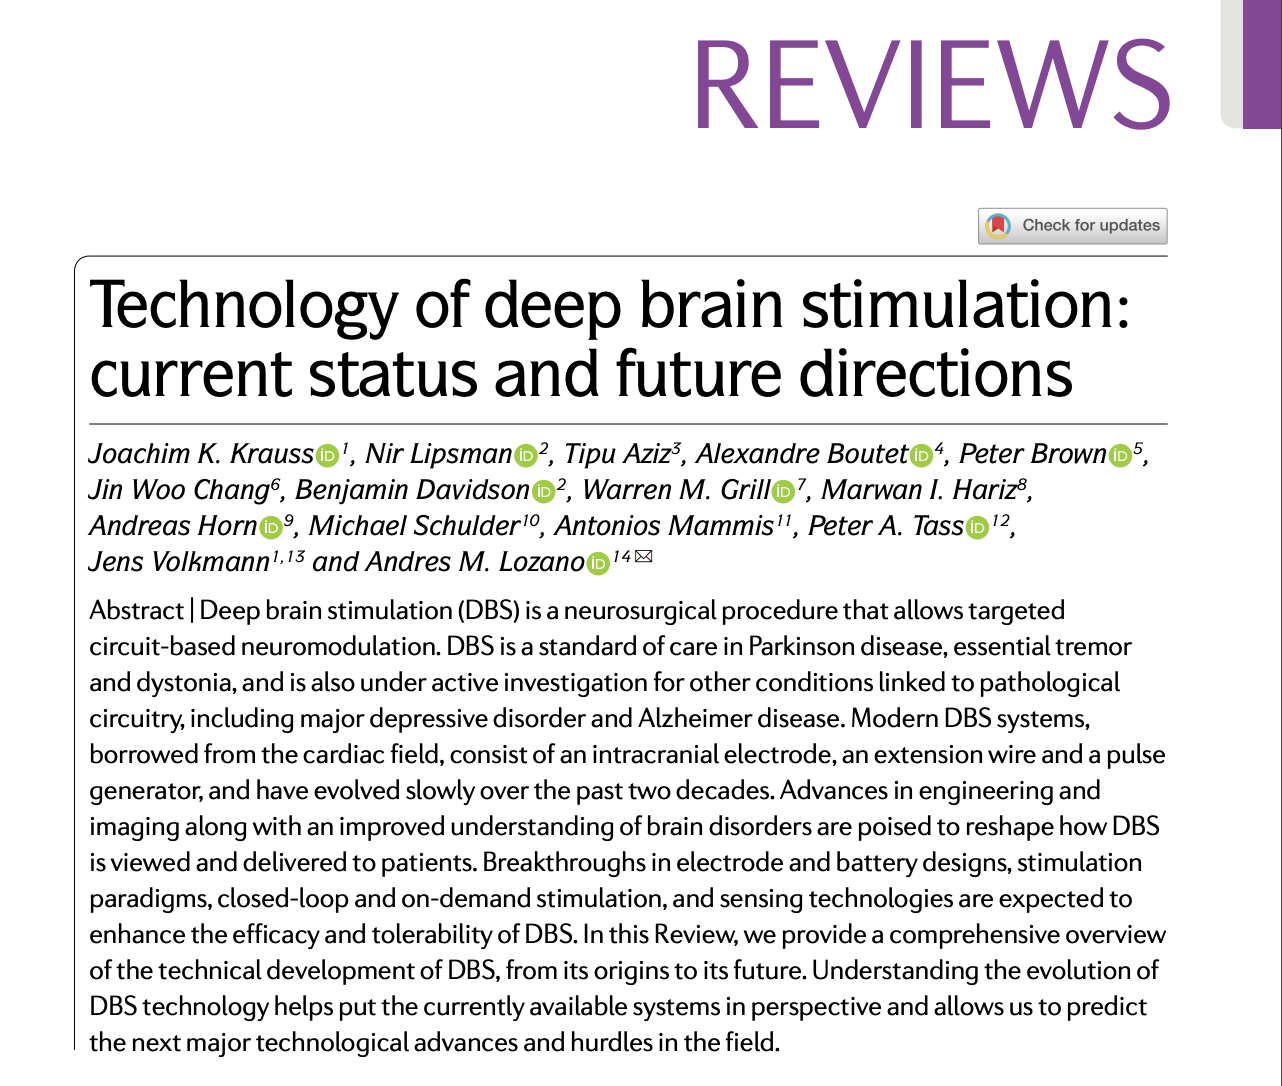 REVIEWS
Check for updates
Technology of deep brain stimulation:
current status and future directions
Joachim K. Krauss iD 1, Nir Lipsman iD 2, Tipu Aziz3, Alexandre Boutet iD 4, Peter Brown iD 5,
Jin Woo Chang6, Benjamin Davidson iD 2, Warren M. Grill iD 7, Marwan I. Hariz8,
Andreas Horn iD 9, Michael Schulder10, Antonios Mammis11, Peter A. Tass iD 12,
Jens Volkmann1,13 and Andres M. Lozano iD 14 ✉
Abstract | Deep brain stimulation (DBS) is a neurosurgical procedure that allows targeted
circuit-based neuromodulation. DBS is a standard of care in Parkinson disease, essential tremor
and dystonia, and is also under active investigation for other conditions linked to pathological
circuitry, including major depressive disorder and Alzheimer disease. Modern DBS systems,
borrowed from the cardiac field, consist of an intracranial electrode, an extension wire and a pulse
generator, and have evolved slowly over the past two decades. Advances in engineering and
imaging along with an improved understanding of brain disorders are poised to reshape how DBS
is viewed and delivered to patients. Breakthroughs in electrode and battery designs, stimulation
paradigms, closed-loop and on-demand stimulation, and sensing technologies are expected to
enhance the efficacy and tolerability of DBS. In this Review, we provide a comprehensive overview
of the technical development of DBS, from its origins to its future. Understanding the evolution of
DBS technology helps put the currently available systems in perspective and allows us to predict
the next major technological advances and hurdles in the field.